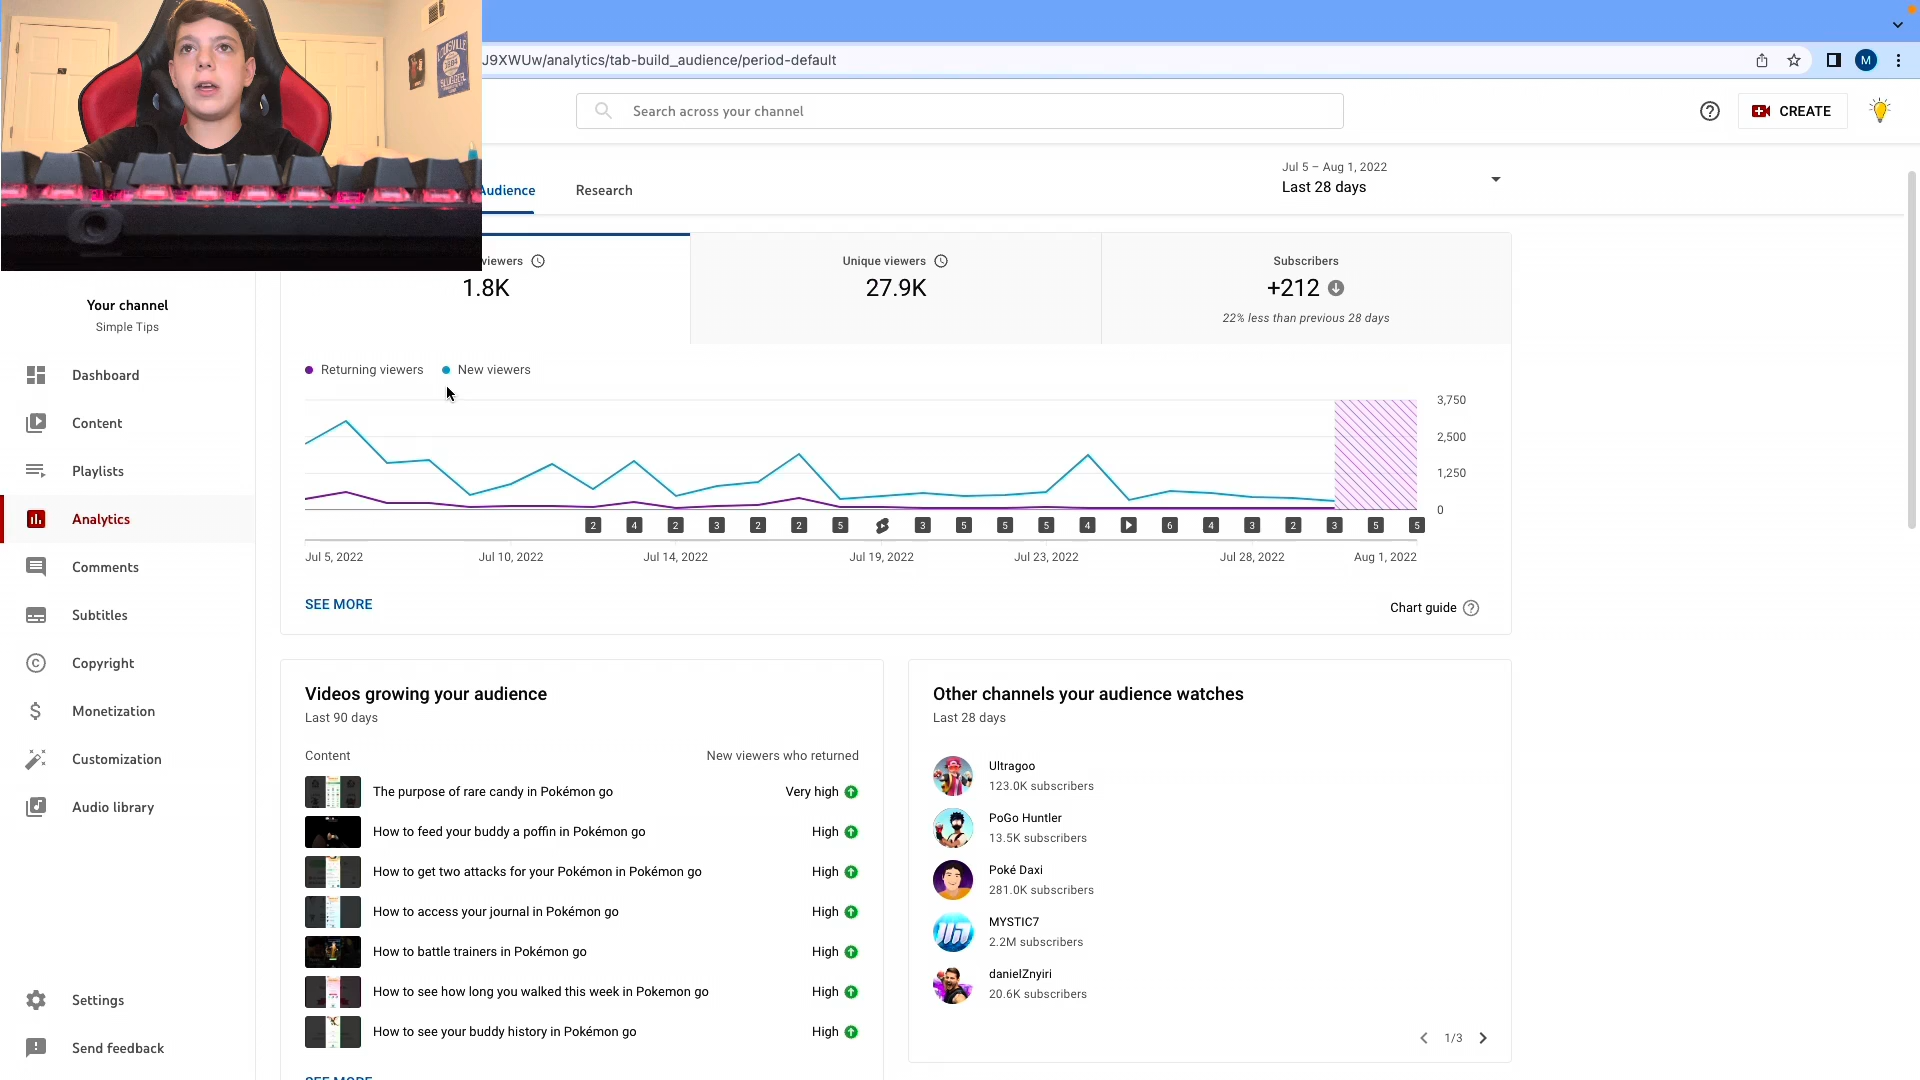 LOUISVILLE
SLUGGER
J9XWUw/analytics/tab-build_audience/period-default
M
Search across your channel
CREATE
Audience
Research
Jul 5 – Aug 1, 2022
Last 28 days
viewers
1.8K
Unique viewers
27.9K
Subscribers
+212
22% less than previous 28 days
Your channel
Simple Tips
Dashboard
Content
Playlists
Analytics
Comments
Subtitles
Copyright
Monetization
Customization
Audio library
Settings
Send feedback
Returning viewers
New viewers
3,750
2,500
1,250
0
2 4 2 3 2 2 5 3 5 5 5 4 6 4 3 2 3 5 5
Jul 5, 2022
Jul 10, 2022
Jul 14, 2022
Jul 19, 2022
Jul 23, 2022
Jul 28, 2022
Aug 1, 2022
SEE MORE
Chart guide
Videos growing your audience
Last 90 days
Content
New viewers who returned
The purpose of rare candy in Pokémon go
Very high
How to feed your buddy a poffin in Pokémon go
High
How to get two attacks for your Pokémon in Pokémon go
High
How to access your journal in Pokémon go
High
How to battle trainers in Pokémon go
High
How to see how long you walked this week in Pokemon go
High
How to see your buddy history in Pokémon go
High
SEE MORE
Other channels your audience watches
Last 28 days
Ultragoo
123.0K subscribers
PoGo Huntler
13.5K subscribers
Poké Daxi
281.0K subscribers
MYSTIC7
2.2M subscribers
danielZnyiri
20.6K subscribers
1/3